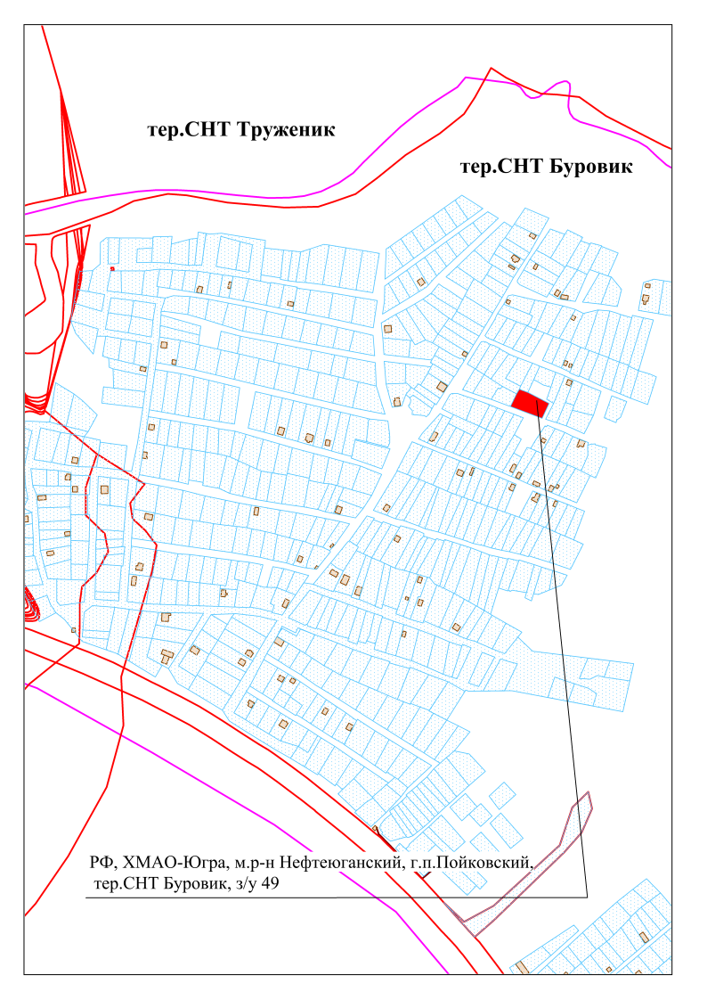 тер.СНТ Труженик
тер.СНТ Буровик
РФ, ХМАО-Югра, м.р-н Нефтеюганский, г.п.Пойковский,
тер.СНТ Буровик, з/у 49